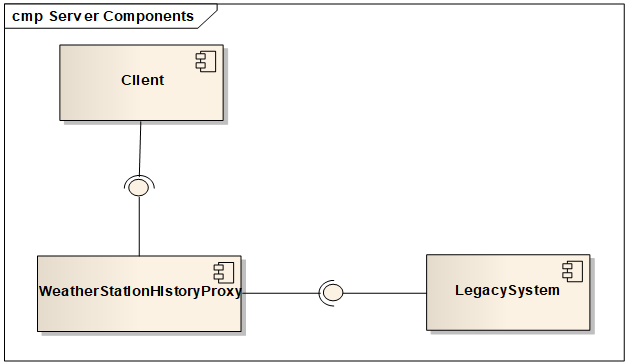 cmp Server Components
Client
WeatherStationHistoryProxy
LegacySystem